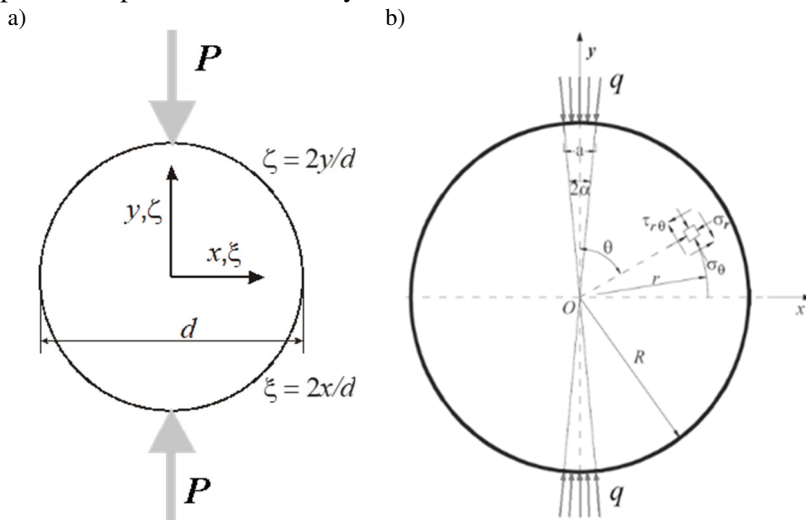 a)
b)
P
ζ = 2y/d
y,ζ
x,ξ
d
ξ = 2x/d
P
y
q
a
2α
τrθ
σr
θ
σθ
r
O
x
R
q